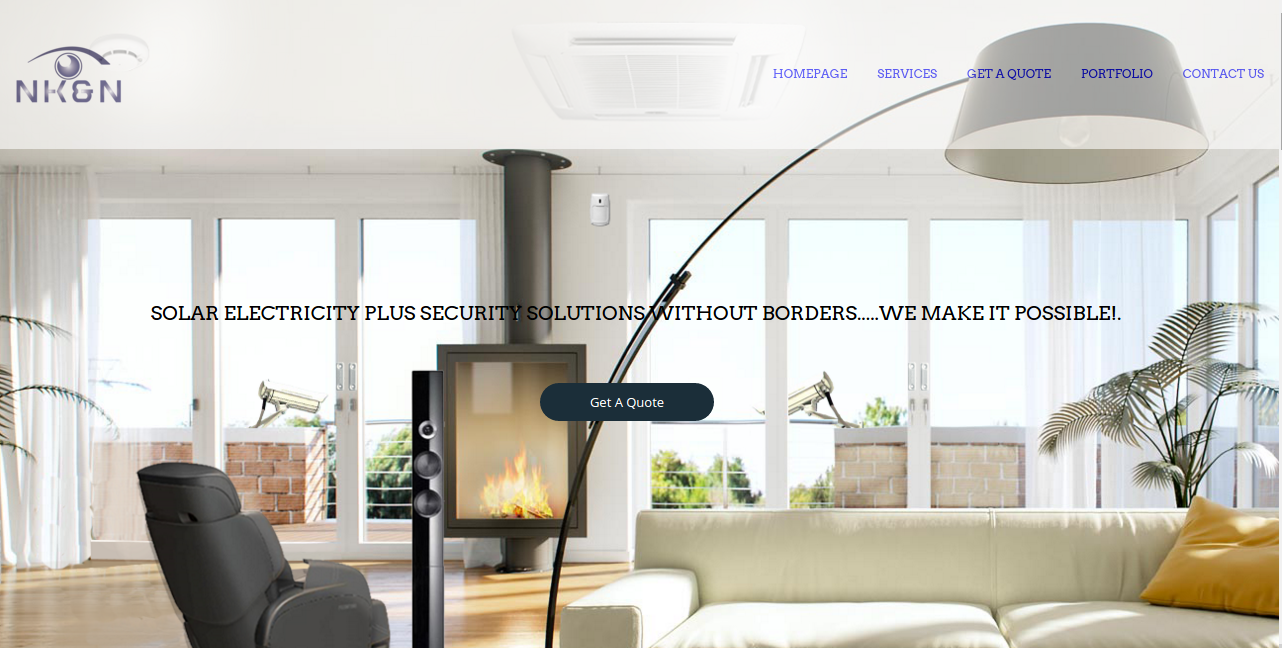 NK&N
HOMEPAGE SERVICES GET A QUOTE PORTFOLIO CONTACT US
SOLAR ELECTRICITY PLUS SECURITY SOLUTIONS WITHOUT BORDERS.....WE MAKE IT POSSIBLE!.
Get A Quote